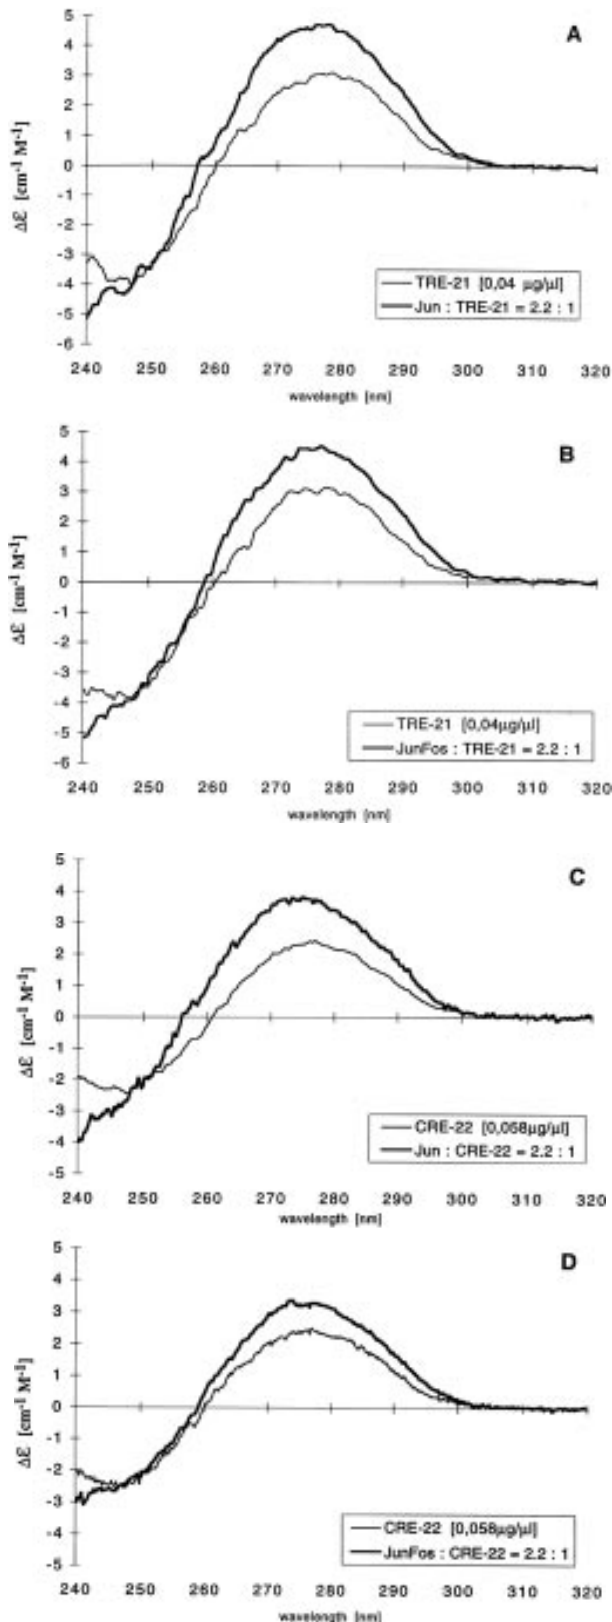 A
5
4
3
2
1
0
-1
-2
-3
-4
-5
-6
Δε [cm-1 M-1]
TRE-21 [0,04 µg/µl]
Jun : TRE-21 = 2.2 : 1
240 250 260 270 280 290 300 310 320
wavelength [nm]
B
5
4
3
2
1
0
-1
-2
-3
-4
-5
-6
Δε [cm-1 M-1]
TRE-21 [0,04µg/µl]
JunFos : TRE-21 = 2.2 : 1
240 250 260 270 280 290 300 310 320
wavelength [nm]
C
5
4
3
2
1
0
-1
-2
-3
-4
-5
Δε [cm-1 M-1]
CRE-22 [0,058µg/µl]
Jun : CRE-22 = 2.2 : 1
240 250 260 270 280 290 300 310 320
wavelength [nm]
D
5
4
3
2
1
0
-1
-2
-3
-4
-5
Δε [cm-1 M-1]
CRE-22 [0,058µg/µl]
JunFos : CRE-22 = 2.2 : 1
240 250 260 270 280 290 300 310 320
wavelength [nm]